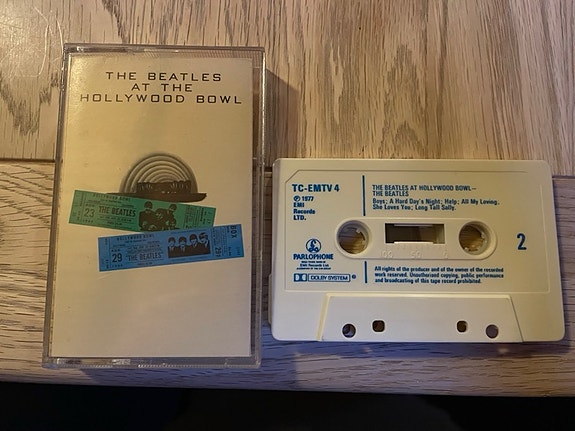 THE BEATLES
AT THE
HOLLYWOOD BOWL
23
THE BEATLES
29
"THE BEATLES"
TC-EMTV 4
℗ 1977
EMI
Records
LTD.
PARLOPHONE
DOLBY SYSTEM
THE BEATLES AT HOLLYWOOD BOWL—
THE BEATLES
Boys; A Hard Day's Night; Help; All My Loving,
She Loves You; Long Tall Sally.
2
All rights of the producer and of the owner of the recorded
work reserved. Unauthorized copying, public performance
and broadcasting of this tape record prohibited.